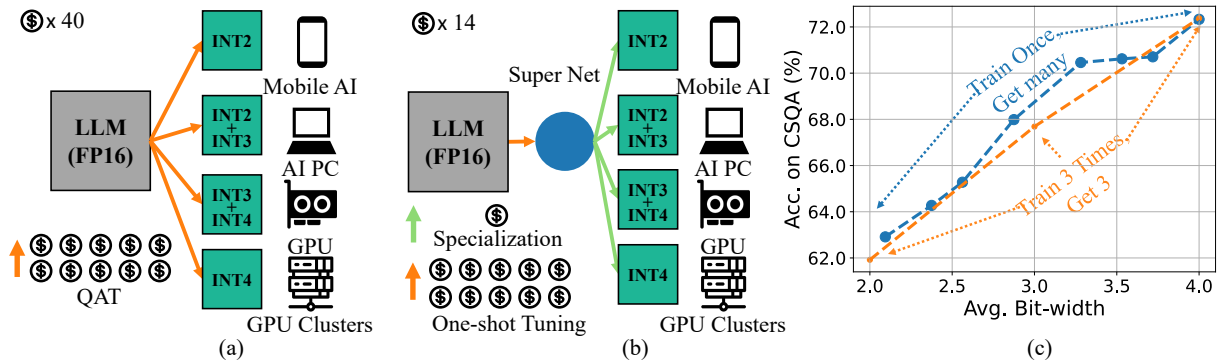 $ x 40
LLM
(FP16)
INT2
Mobile AI
INT2
+
INT3
AI PC
INT3
+
INT4
GPU
INT4
GPU Clusters
$ $ $ $ $
$ $ $ $ $
QAT
(a)
$ x 14
LLM
(FP16)
Super Net
INT2
Mobile AI
INT2
+
INT3
AI PC
INT3
+
INT4
GPU
INT4
GPU Clusters
$
Specialization
$ $ $ $ $
$ $ $ $ $
One-shot Tuning
(b)
Acc. on CSQA (%)
72.0
70.0
68.0
66.0
64.0
62.0
Train Once,
Get many
Train 3 Times,
Get 3
2.0 2.5 3.0 3.5 4.0
Avg. Bit-width
(c)